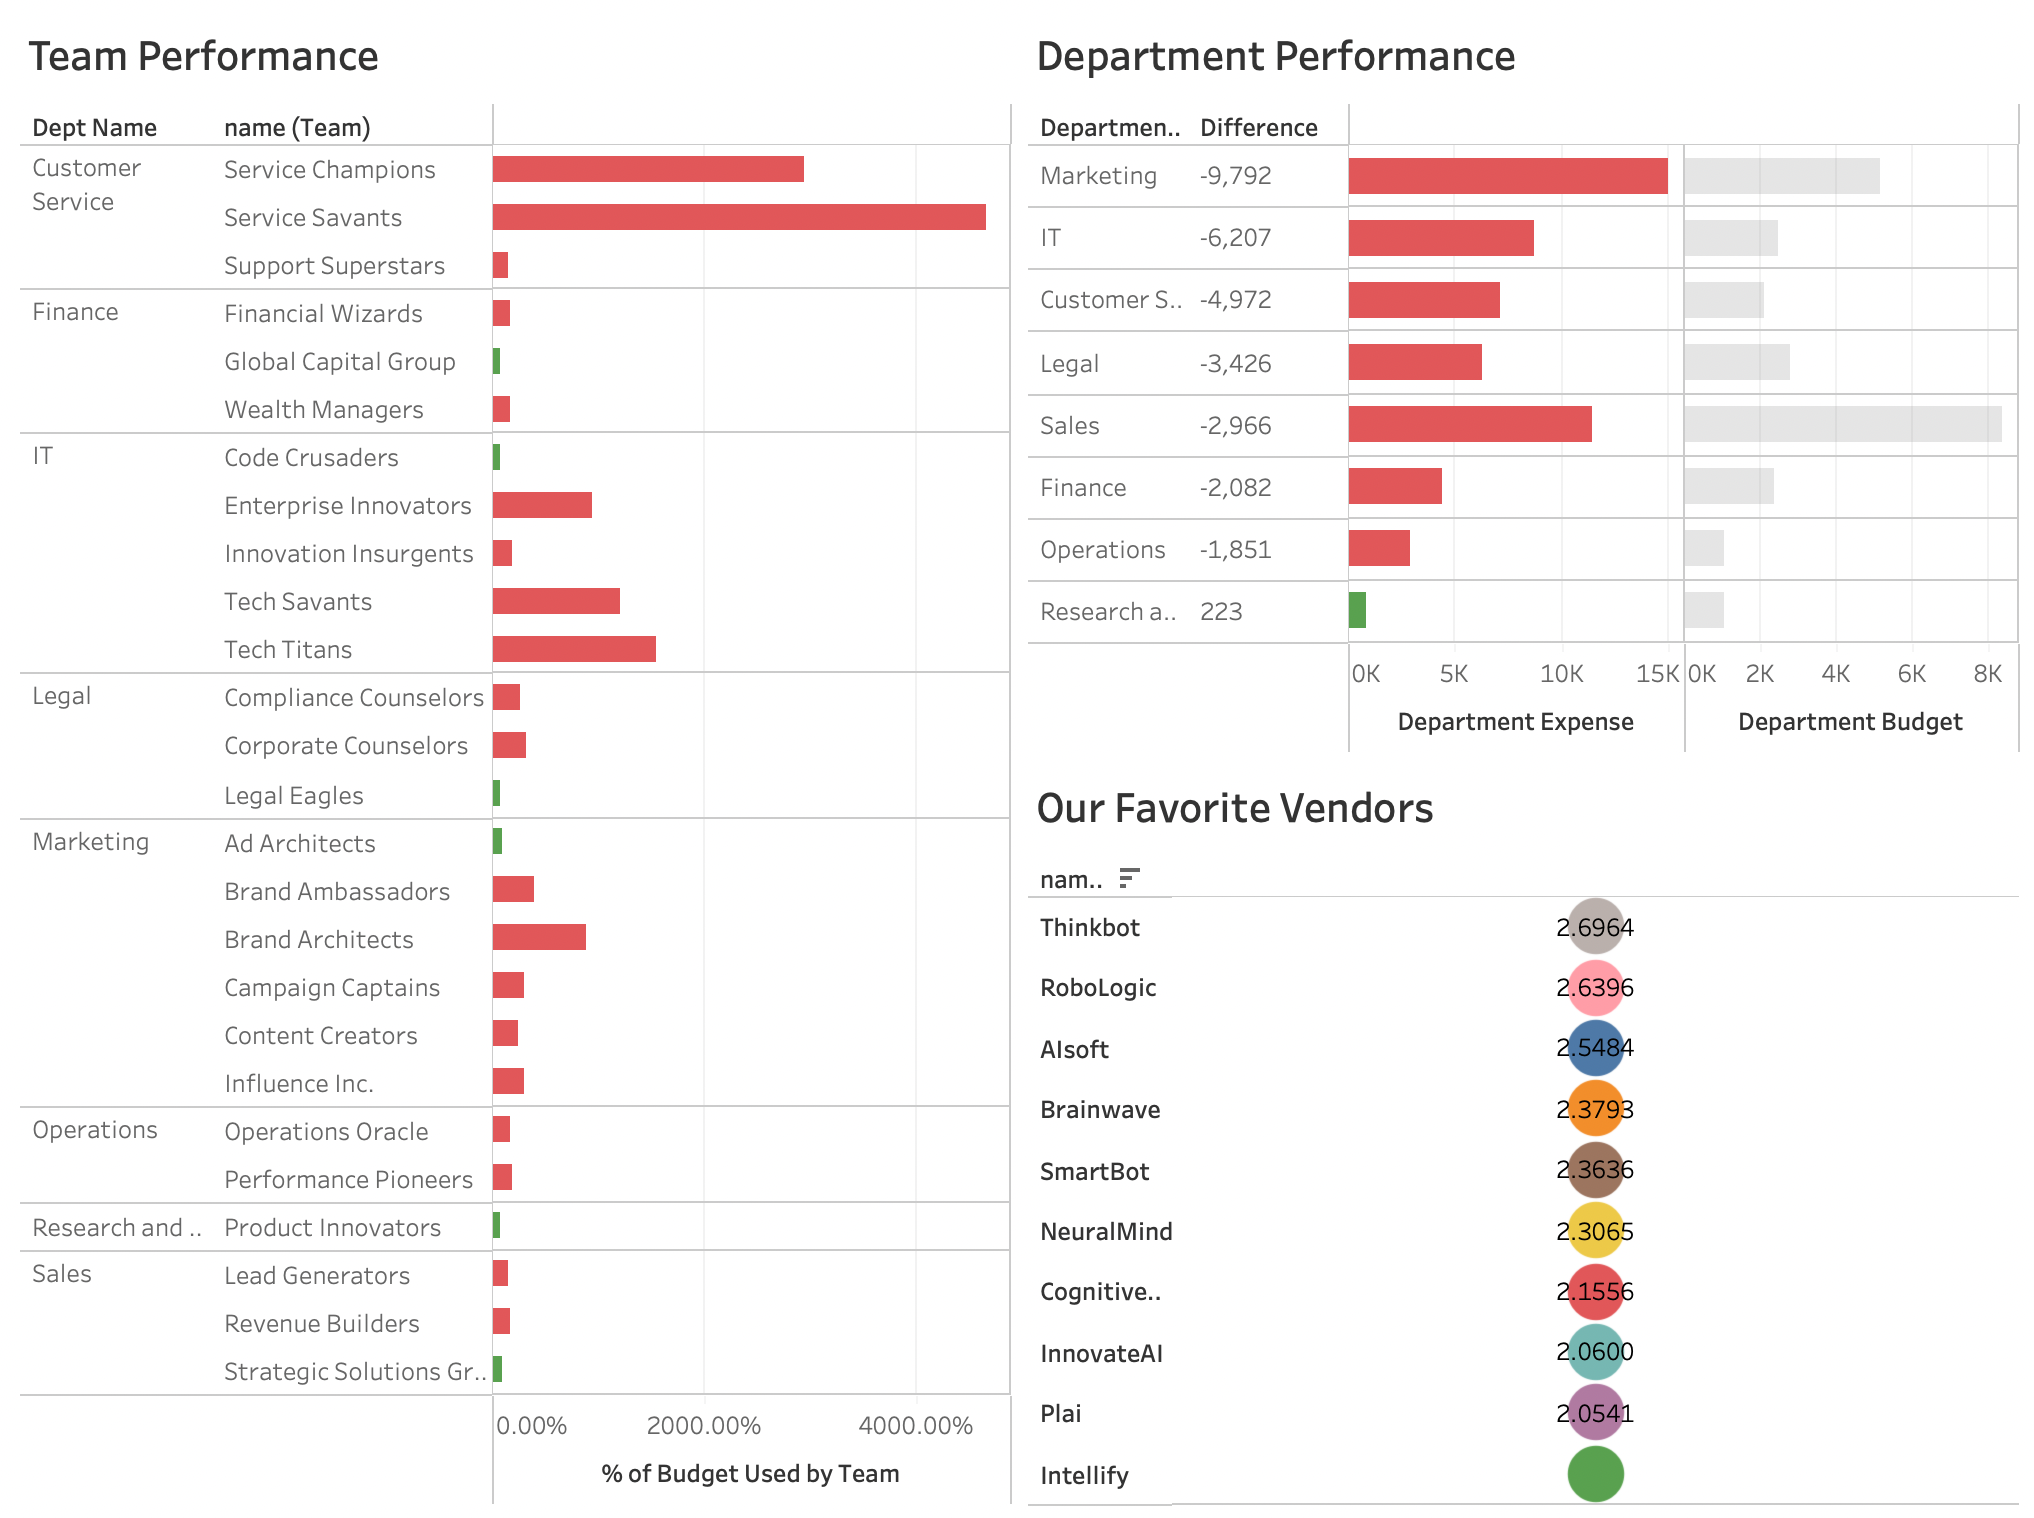 Team Performance
Dept Name name (Team)
Customer Service Service Champions
Service Savants
Support Superstars
Finance Financial Wizards
Global Capital Group
Wealth Managers
IT Code Crusaders
Enterprise Innovators
Innovation Insurgents
Tech Savants
Tech Titans
Legal Compliance Counselors
Corporate Counselors
Legal Eagles
Marketing Ad Architects
Brand Ambassadors
Brand Architects
Campaign Captains
Content Creators
Influence Inc.
Operations Operations Oracle
Performance Pioneers
Research and .. Product Innovators
Sales Lead Generators
Revenue Builders
Strategic Solutions Gr..
0.00% 2000.00% 4000.00%
% of Budget Used by Team
Department Performance
Departmen.. Difference
Marketing -9,792
IT -6,207
Customer S.. -4,972
Legal -3,426
Sales -2,966
Finance -2,082
Operations -1,851
Research a.. 223
0K 5K 10K 15K 0K 2K 4K 6K 8K
Department Expense Department Budget
Our Favorite Vendors
nam..
Thinkbot 2.6964
RoboLogic 2.6396
AIsoft 2.5484
Brainwave 2.3793
SmartBot 2.3636
NeuralMind 2.3065
Cognitive.. 2.1556
InnovateAI 2.0600
Plai 2.0541
Intellify